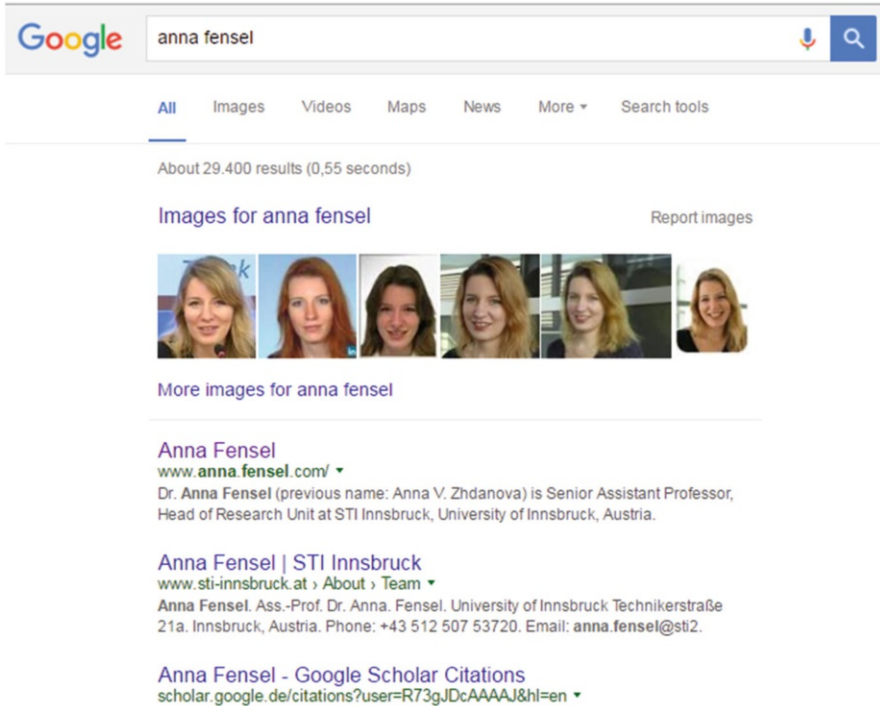 Google anna fensel
All Images Videos Maps News More Search tools
About 29.400 results (0,55 seconds)
Images for anna fensel Report images
k
in
More images for anna fensel
Anna Fensel
www.anna.fensel.com/
Dr. Anna Fensel (previous name: Anna V. Zhdanova) is Senior Assistant Professor,
Head of Research Unit at STI Innsbruck, University of Innsbruck, Austria.
Anna Fensel | STI Innsbruck
www.sti-innsbruck.at › About › Team
Anna Fensel. Ass.-Prof. Dr. Anna. Fensel. University of Innsbruck Technikerstraße
21a. Innsbruck, Austria. Phone: +43 512 507 53720. Email: anna.fensel@sti2.
Anna Fensel - Google Scholar Citations
scholar.google.de/citations?user=R73gJDcAAAAJ&hl=en